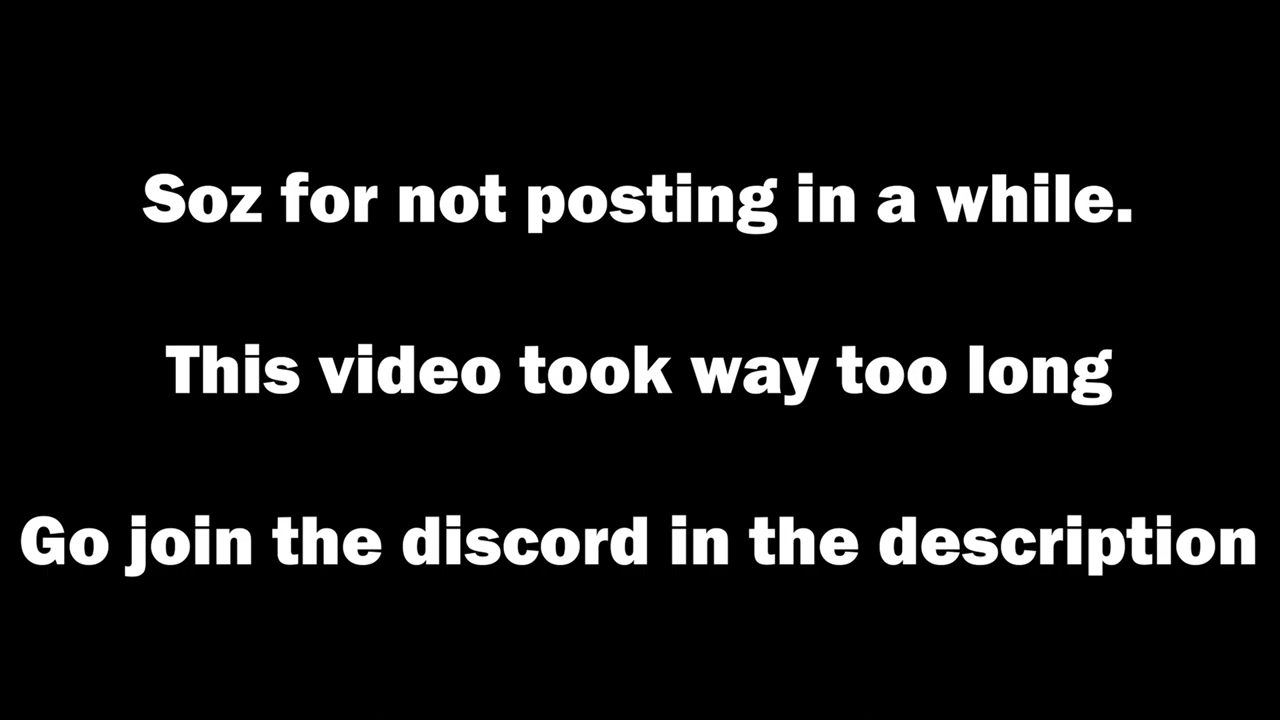 Soz for not posting in a while.
This video took way too long
Go join the discord in the description